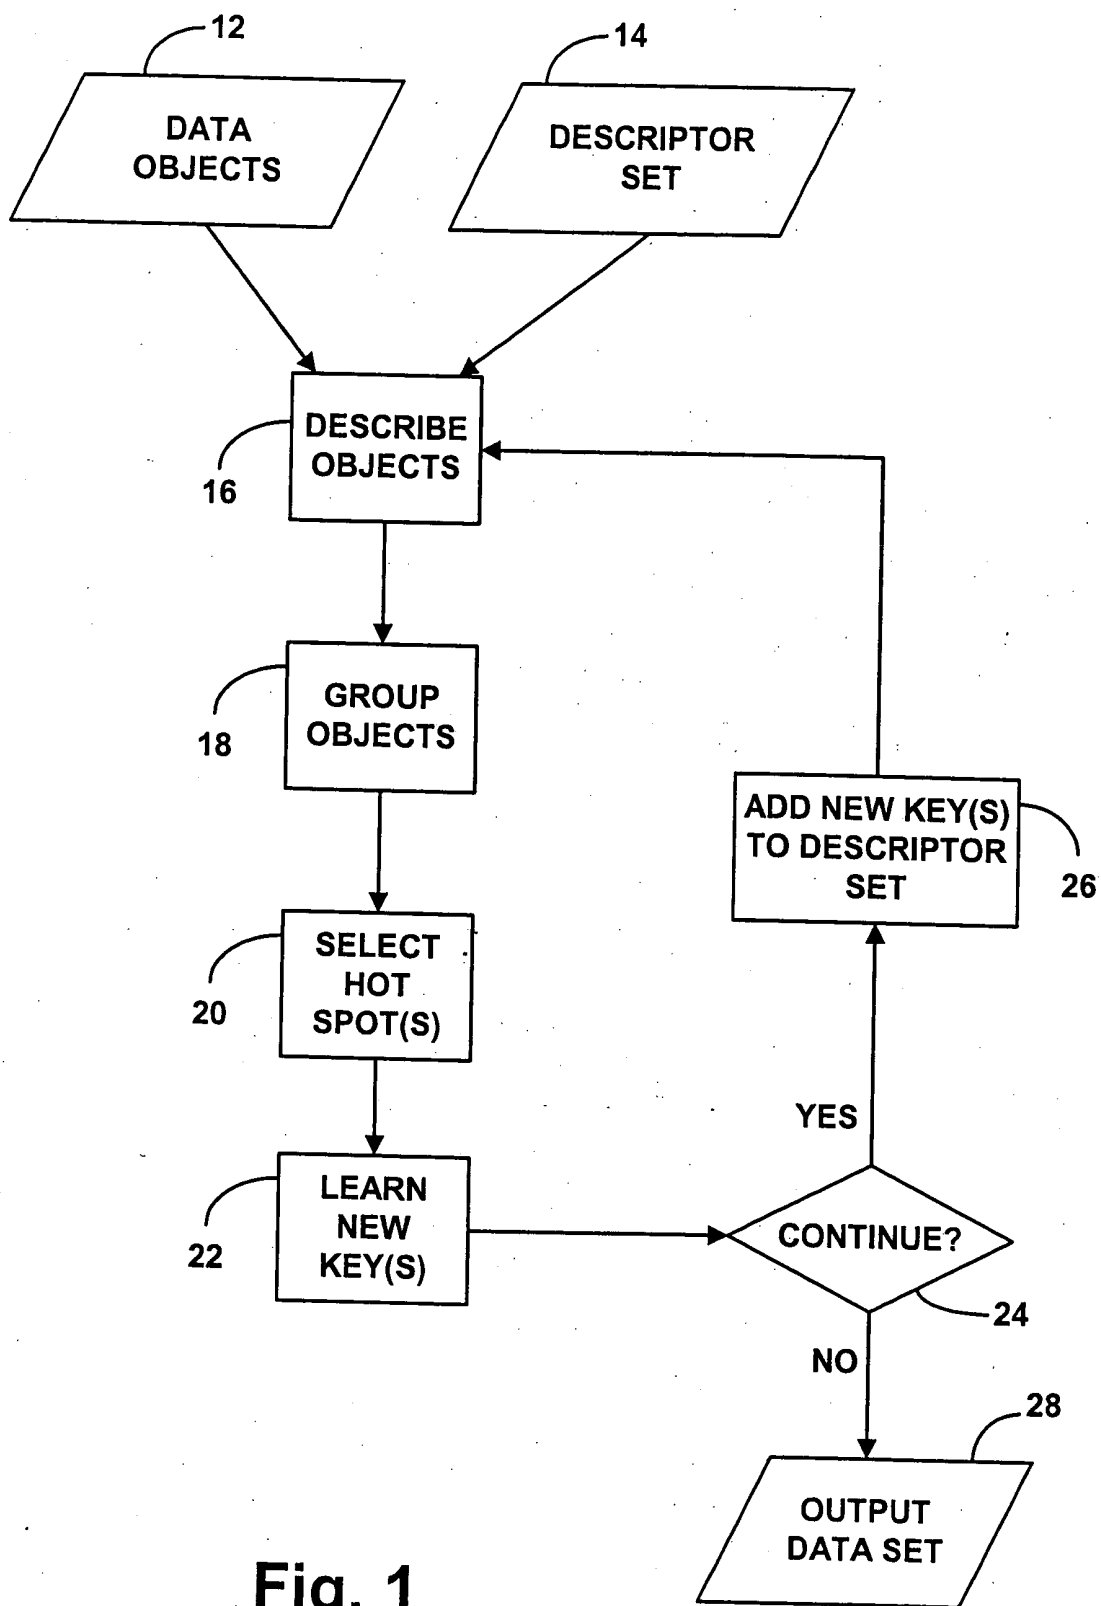 12
14
DATA
OBJECTS
DESCRIPTOR
SET
DESCRIBE
OBJECTS
16
GROUP
OBJECTS
18
ADD NEW KEY(S)
TO DESCRIPTOR
SET
26
SELECT
HOT
SPOT(S)
20
YES
LEARN
NEW
KEY(S)
22
CONTINUE?
24
NO
28
OUTPUT
DATA SET
Fig. 1